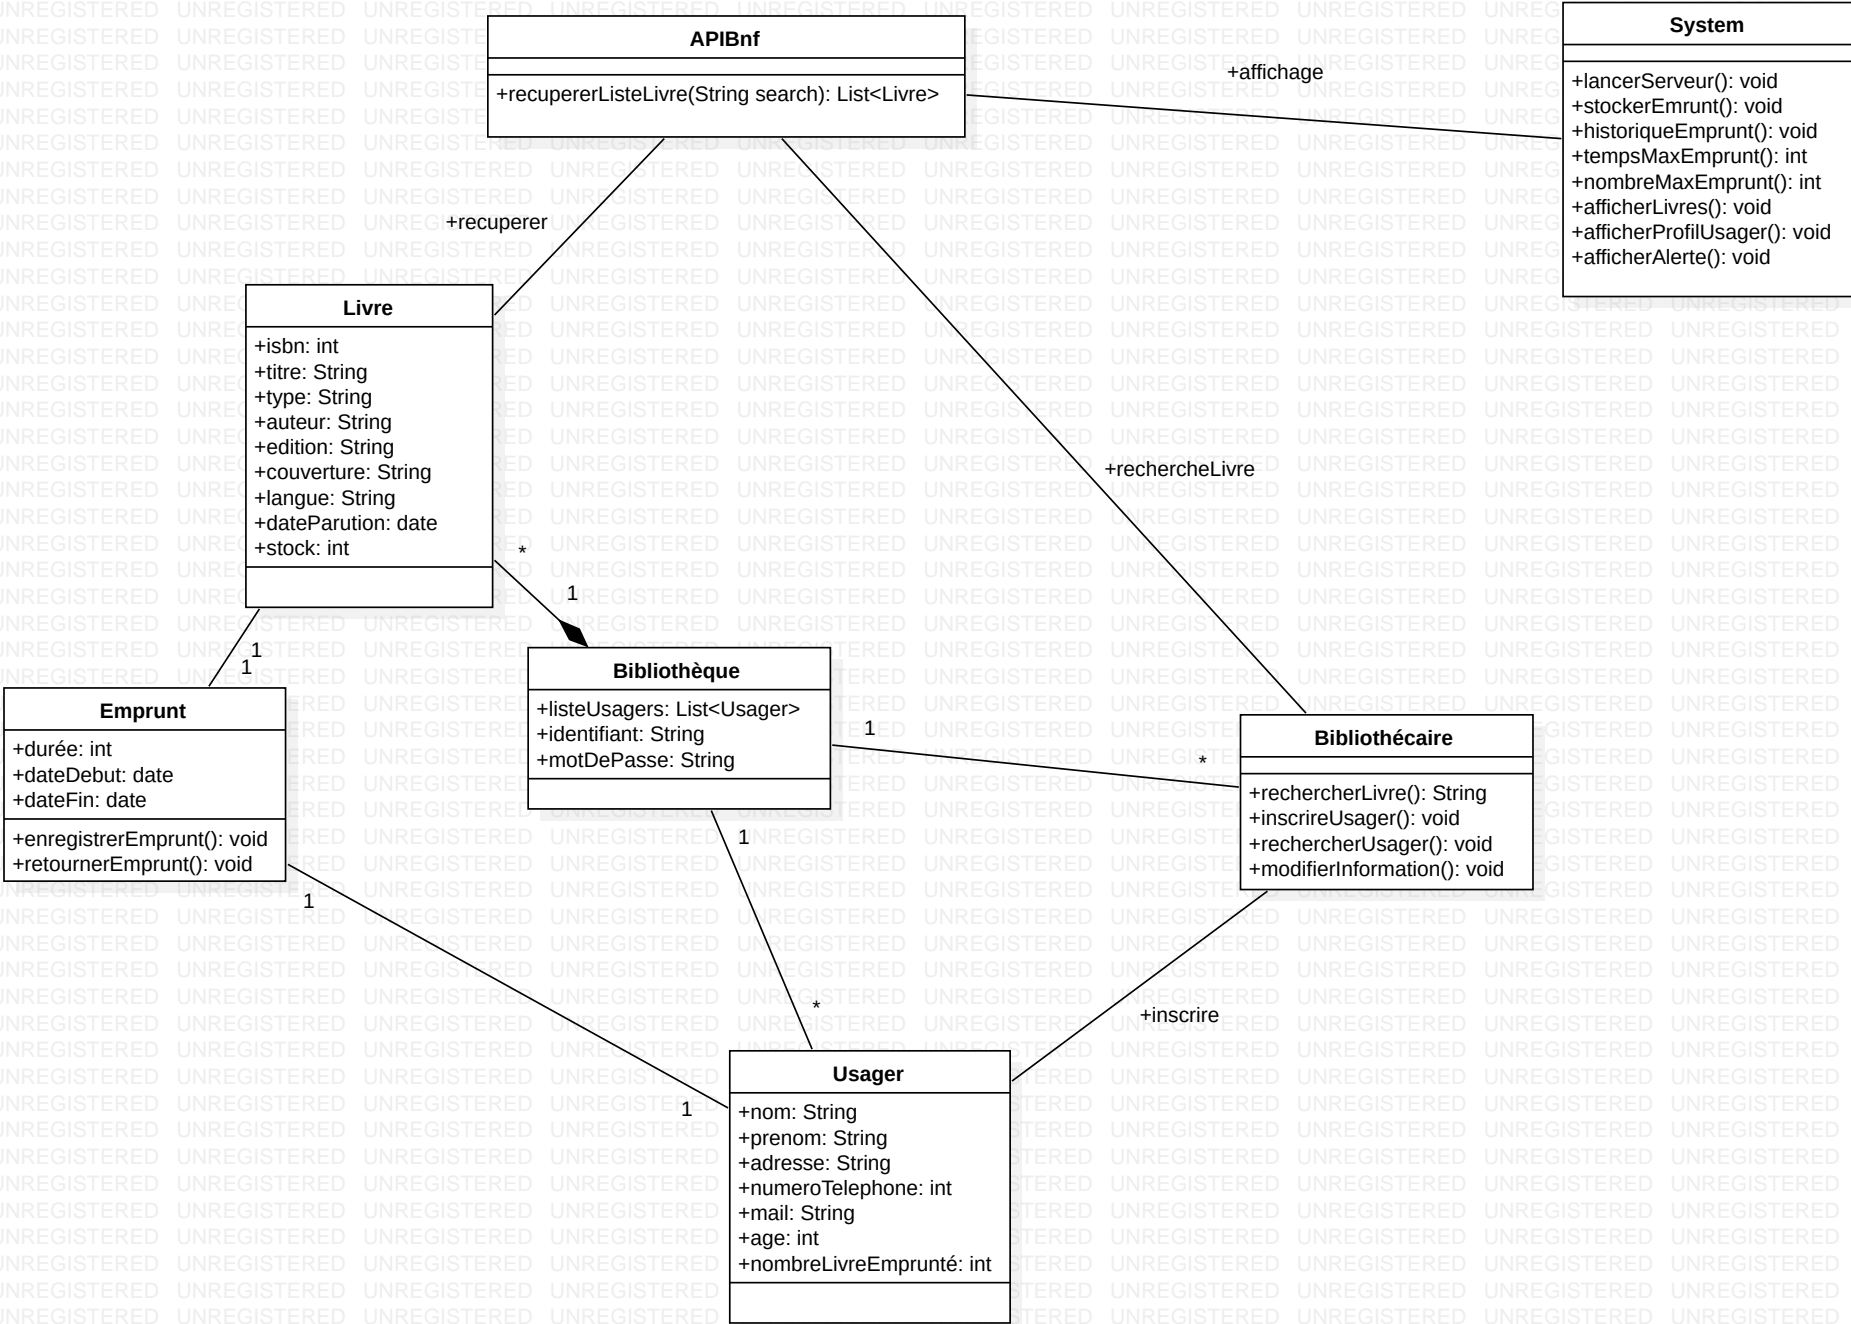 APIBnf
+recupererListeLivre(String search): List<Livre>
System
+lancerServeur(): void
+stockerEmrunt(): void
+historiqueEmprunt(): void
+tempsMaxEmprunt(): int
+nombreMaxEmprunt(): int
+afficherLivres(): void
+afficherProfilUsager(): void
+afficherAlerte(): void
+affichage
+recuperer
+rechercheLivre
Livre
+isbn: int
+titre: String
+type: String
+auteur: String
+edition: String
+couverture: String
+langue: String
+dateParution: date
+stock: int
*
1
1
1
Emprunt
+durée: int
+dateDebut: date
+dateFin: date
+enregistrerEmprunt(): void
+retournerEmprunt(): void
Bibliothèque
+listeUsagers: List<Usager>
+identifiant: String
+motDePasse: String
1
*
Bibliothécaire
+rechercherLivre(): String
+inscrireUsager(): void
+rechercherUsager(): void
+modifierInformation(): void
1
1
*
+inscrire
1
Usager
+nom: String
+prenom: String
+adresse: String
+numeroTelephone: int
+mail: String
+age: int
+nombreLivreEmprunté: int
UNREGISTERED